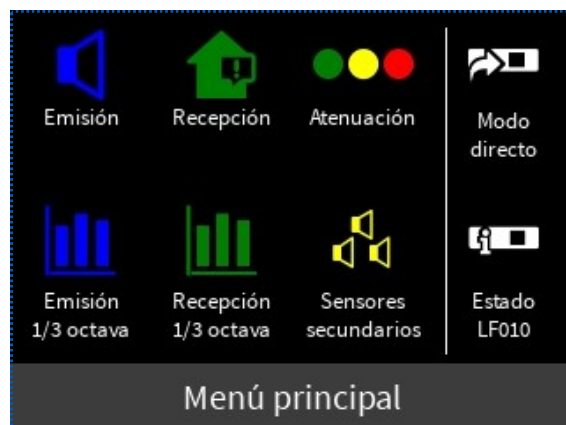 Emisión
Recepción
Atenuación
Modo
directo
Emisión
1/3 octava
Recepción
1/3 octava
Sensores
secundarios
Estado
LF010
Menú principal